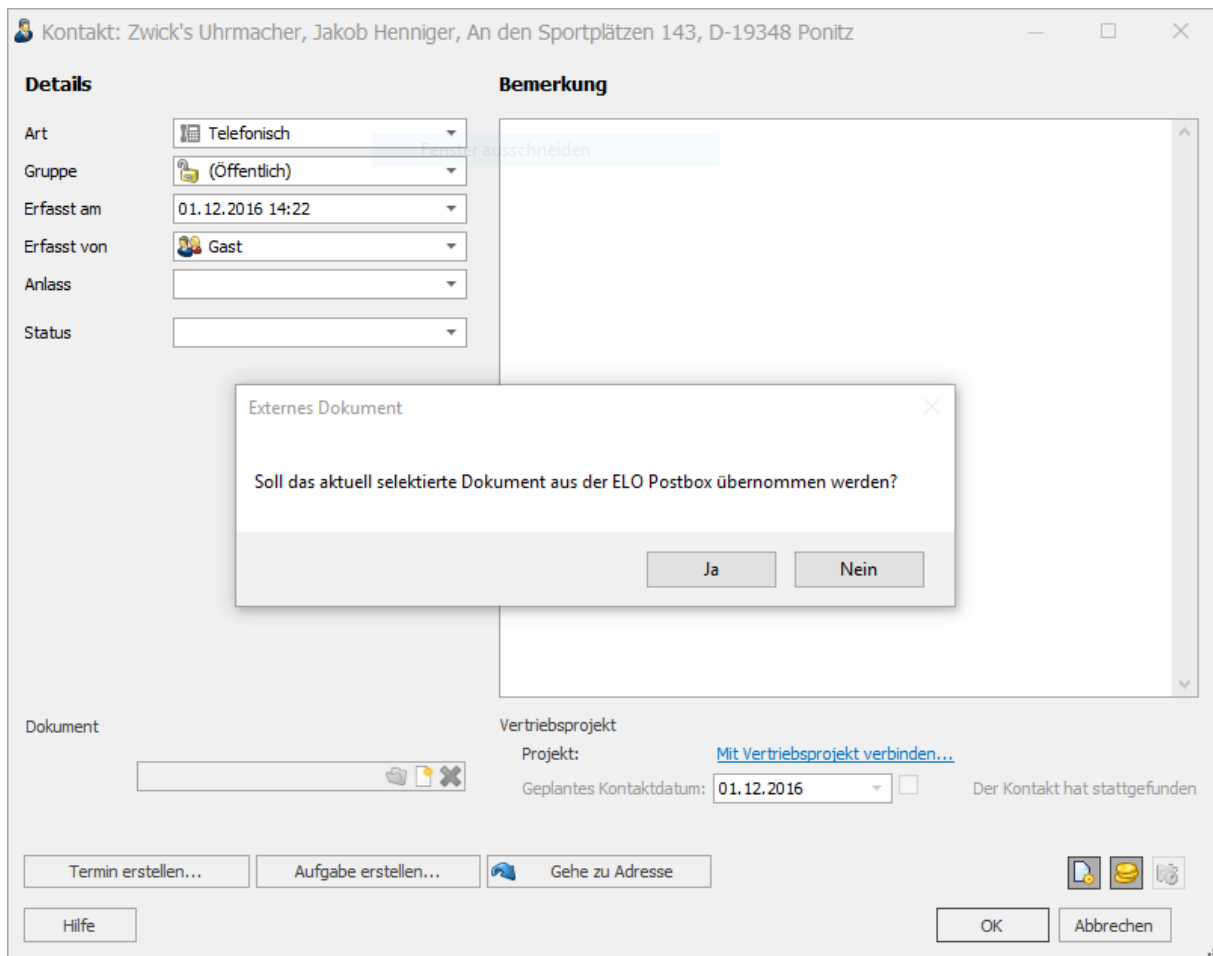 Kontakt: Zwick's Uhrmacher, Jakob Henniger, An den Sportplätzen 143, D-19348 Ponitz
Details
Bemerkung
Art
Telefonisch
Fenster ausschneiden
Gruppe
(Öffentlich)
Erfasst am
01.12.2016 14:22
Erfasst von
Gast
Anlass
Status
Externes Dokument
Soll das aktuell selektierte Dokument aus der ELO Postbox übernommen werden?
Ja
Nein
Dokument
Vertriebsprojekt
Projekt:
Mit Vertriebsprojekt verbinden...
Geplantes Kontaktdatum:
01.12.2016
Der Kontakt hat stattgefunden
Termin erstellen...
Aufgabe erstellen...
Gehe zu Adresse
Hilfe
OK
Abbrechen